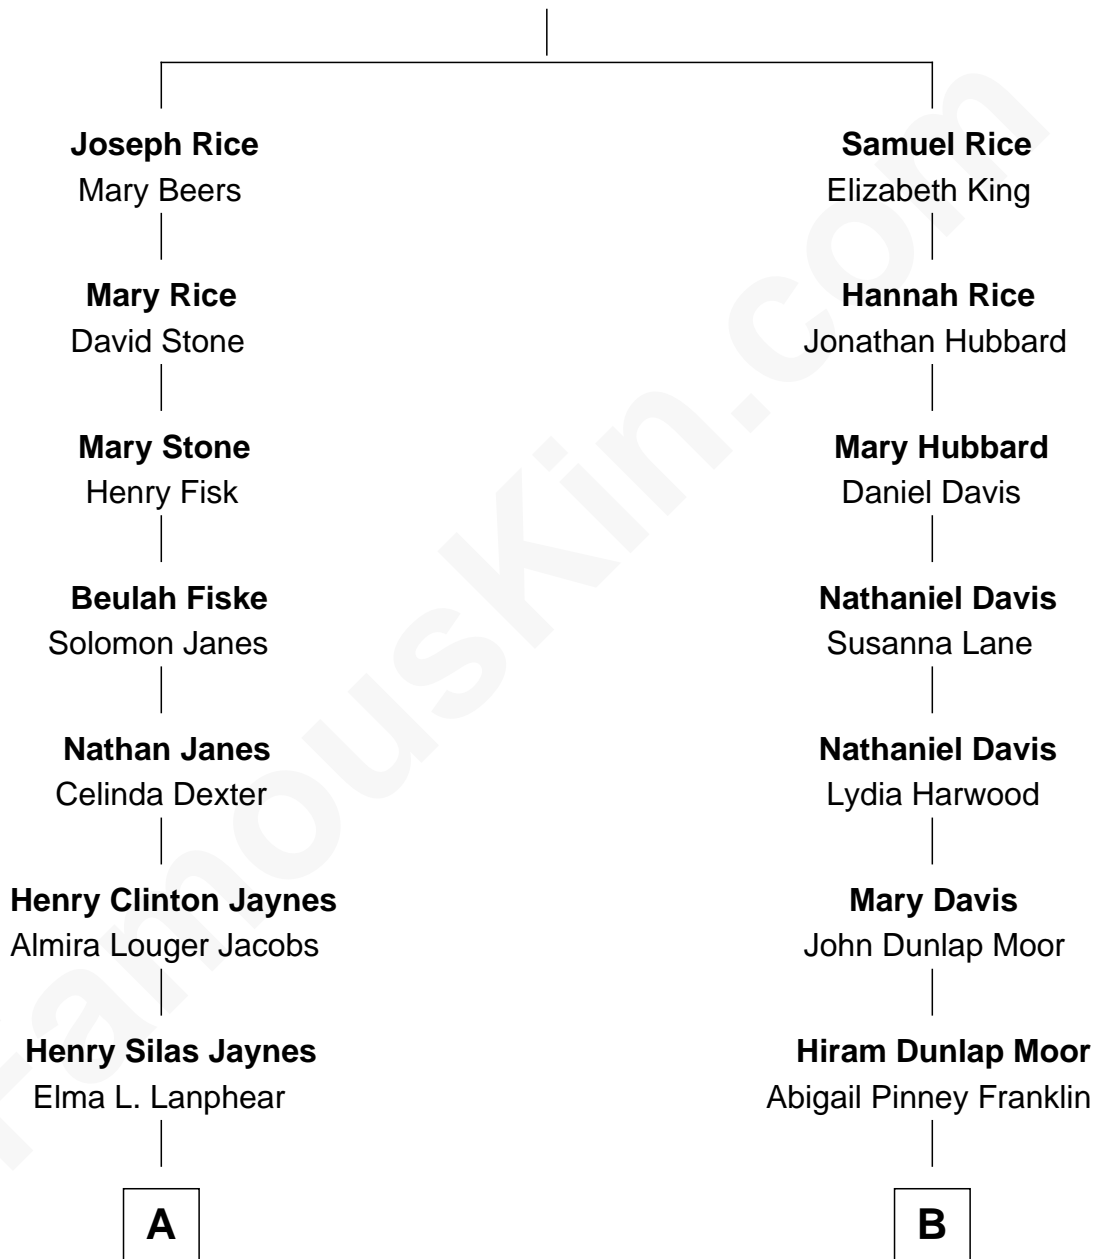 Joseph Rice
Mary Beers
Samuel Rice
Elizabeth King
Mary Rice
David Stone
Hannah Rice
Jonathan Hubbard
Mary Stone
Henry Fisk
Mary Hubbard
Daniel Davis
Beulah Fiske
Solomon Janes
Nathaniel Davis
Susanna Lane
Nathan Janes
Celinda Dexter
Nathaniel Davis
Lydia Harwood
Henry Clinton Jaynes
Almira Louger Jacobs
Mary Davis
John Dunlap Moor
Henry Silas Jaynes
Elma L. Lanphear
Hiram Dunlap Moor
Abigail Pinney Franklin
A
B
FamousKin.com